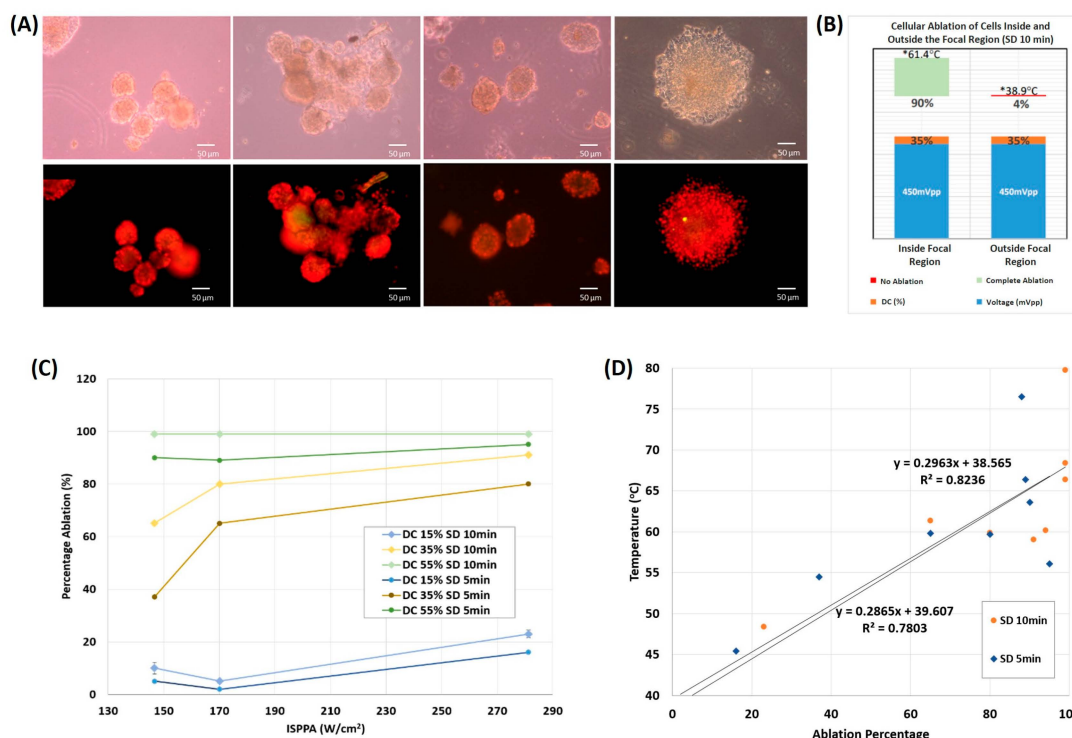 (A)
50 μm
50 μm
50 μm
50 μm
50 μm
50 μm
50 μm
50 μm
(B)
Cellular Ablation of Cells Inside and
Outside the Focal Region (SD 10 min)
*61.4°C
*38.9°C
90%
4%
35%
35%
450mVpp
450mVpp
Inside Focal
Region
Outside Focal
Region
No Ablation
Complete Ablation
DC (%)
Voltage (mVpp)
(C)
Percentage Ablation (%)
120
100
80
60
40
20
0
DC 15% SD 10min
DC 35% SD 10min
DC 55% SD 10min
DC 15% SD 5min
DC 35% SD 5min
DC 55% SD 5min
130 150 170 190 210 230 250 270 290
ISPPA (W/cm²)
(D)
Temperature (°C)
80
75
70
65
60
55
50
45
40
y = 0.2963x + 38.565
R² = 0.8236
y = 0.2865x + 39.607
R² = 0.7803
SD 10min
SD 5min
0 20 40 60 80 100
Ablation Percentage